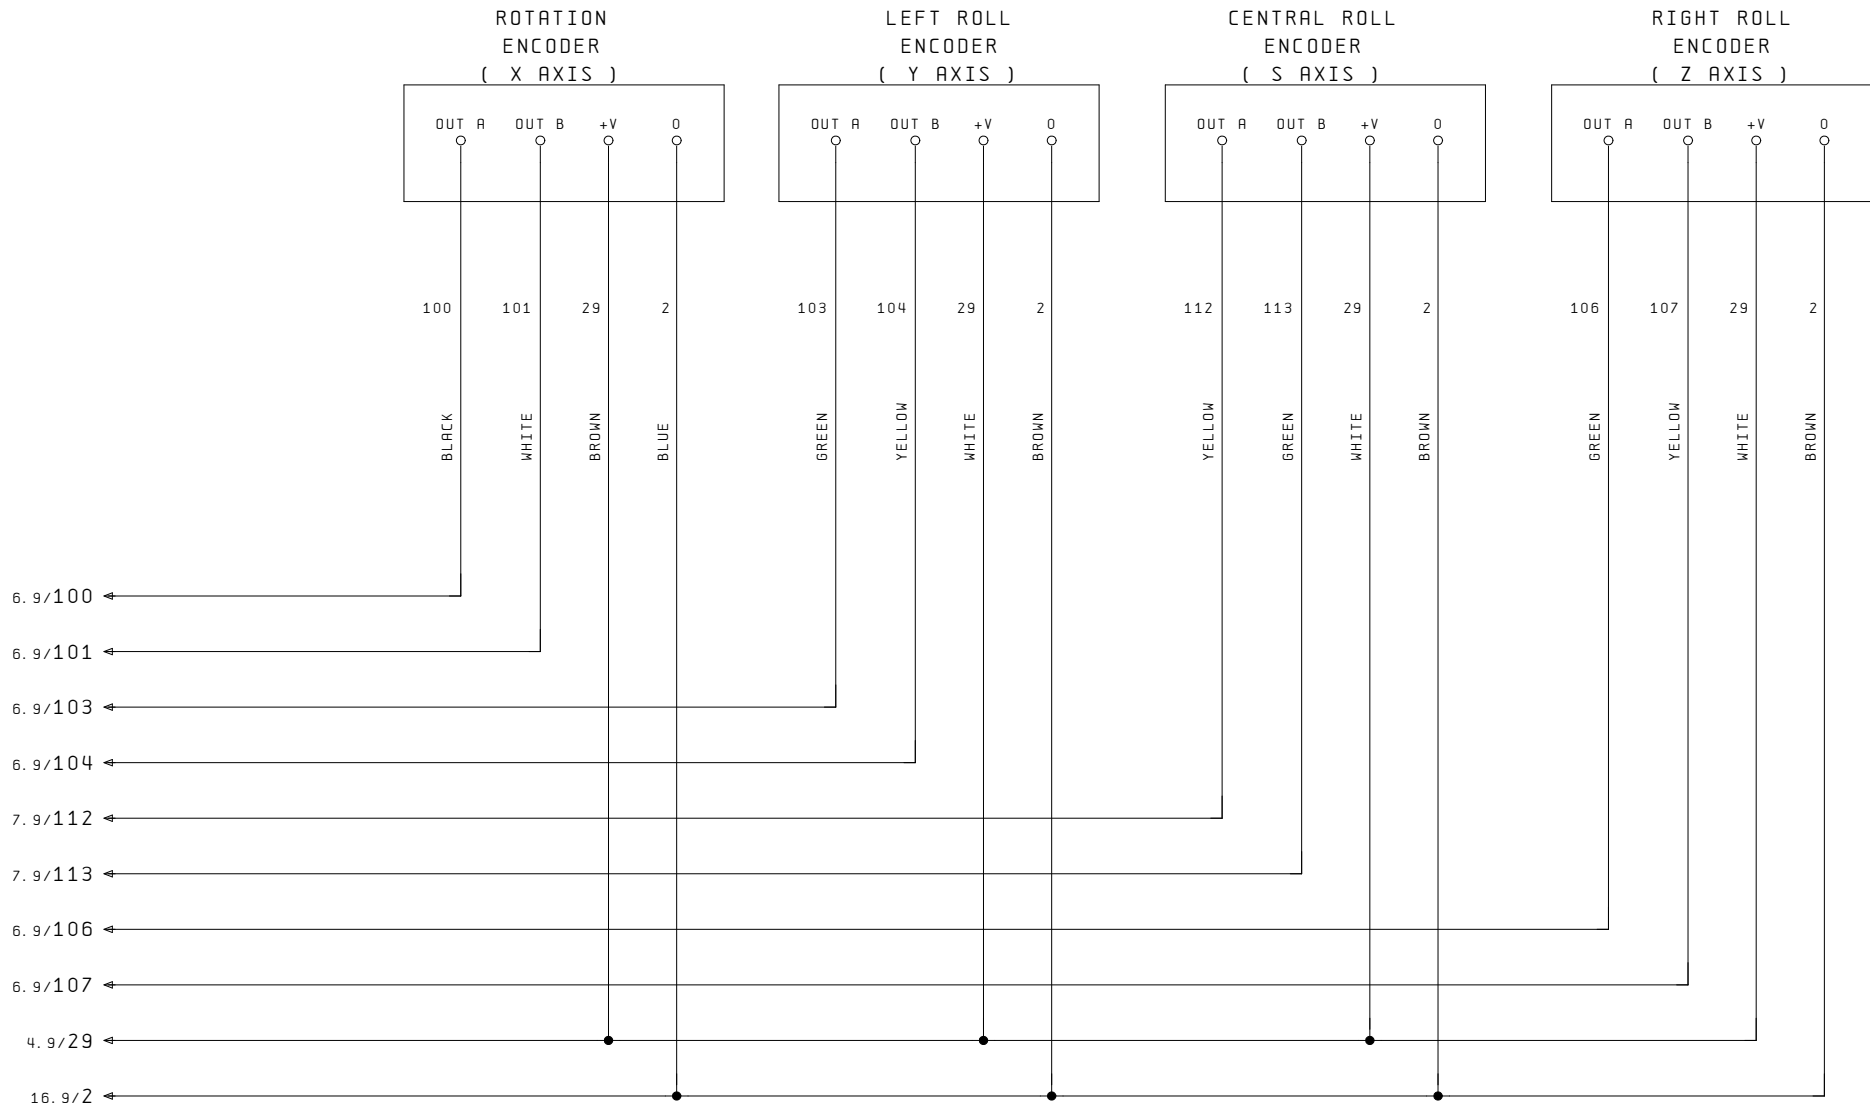 ROTATION
ENCODER
( X AXIS )
LEFT ROLL
ENCODER
( Y AXIS )
CENTRAL ROLL
ENCODER
( S AXIS )
RIGHT ROLL
ENCODER
( Z AXIS )
OUT A OUT B +V 0
OUT A OUT B +V 0
OUT A OUT B +V 0
OUT A OUT B +V 0
100 101 29 2
103 104 29 2
112 113 29 2
106 107 29 2
BLACK
WHITE
BROWN
BLUE
GREEN
YELLOW
WHITE
BROWN
YELLOW
GREEN
WHITE
BROWN
GREEN
YELLOW
WHITE
BROWN
6.9/100
6.9/101
6.9/103
6.9/104
7.9/112
7.9/113
6.9/106
6.9/107
4.9/29
16.9/2